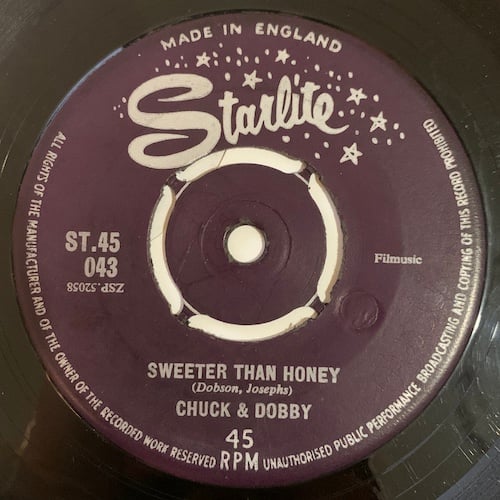 MADE IN ENGLAND
Starlite
ST.45
043
ZSP.52058
Filmusic
SWEETER THAN HONEY
(Dobson, Josephs)
CHUCK & DOBBY
45
RPM
ALL RIGHTS OF THE MANUFACTURER AND OF THE OWNER OF THE RECORDED WORK RESERVED
UNAUTHORISED PUBLIC PERFORMANCE BROADCASTING AND COPYING OF THIS RECORD PROHIBITED